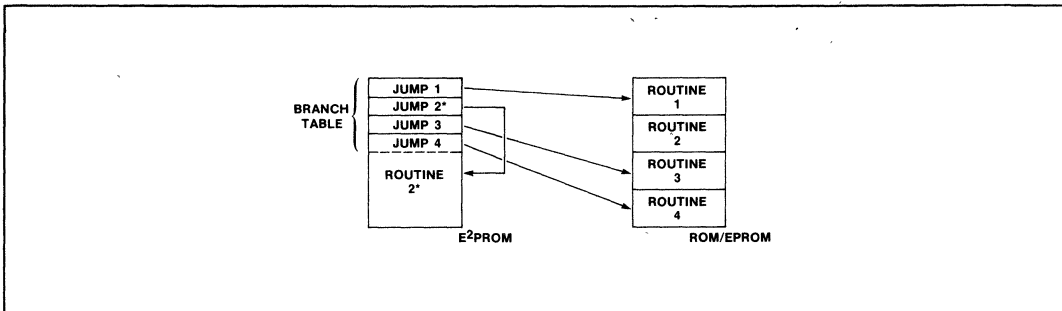 BRANCH
TABLE
JUMP 1
JUMP 2*
JUMP 3
JUMP 4
ROUTINE
2*
E²PROM
ROUTINE
1
ROUTINE
2
ROUTINE
3
ROUTINE
4
ROM/EPROM